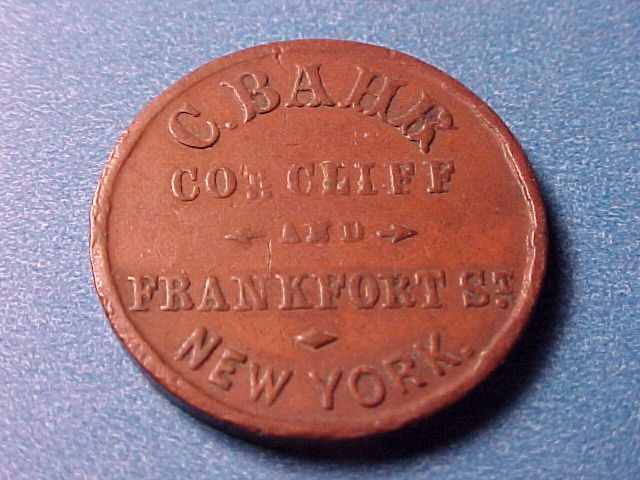 C. BAHR
COR. CLIFF
AND
FRANKFORT ST.
NEW YORK.